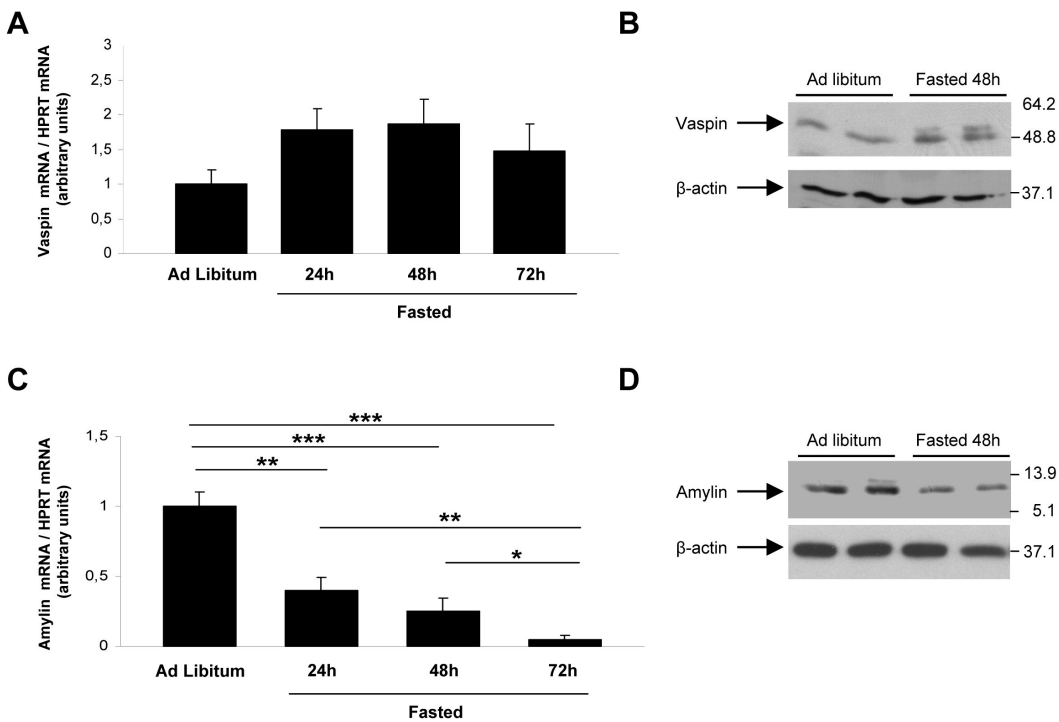 A
Vaspin mRNA / HPRT mRNA
(arbitrary units)
3
2,5
2
1,5
1
0,5
0
Ad Libitum
24h
48h
72h
Fasted
B
Ad libitum
Fasted 48h
Vaspin
64.2
48.8
β-actin
37.1
C
Amylin mRNA / HPRT mRNA
(arbitrary units)
1,5
1
0,5
0
***
***
**
**
*
Ad Libitum
24h
48h
72h
Fasted
D
Ad libitum
Fasted 48h
Amylin
13.9
5.1
β-actin
37.1